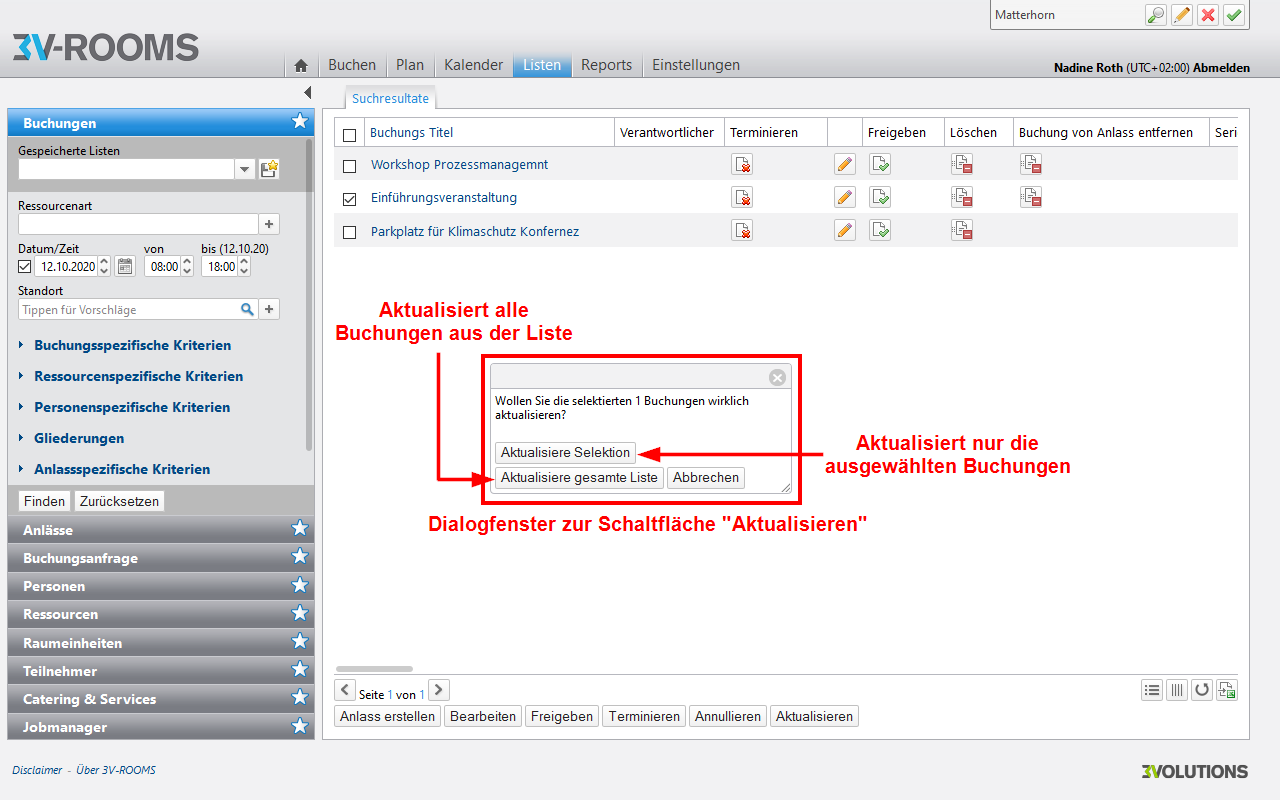 Matterhorn
3V-ROOMS
Buchen
Plan
Kalender
Listen
Reports
Einstellungen
Nadine Roth (UTC+02:00) Abmelden
Buchungen
Gespeicherte Listen
Ressourcenart
Datum/Zeit von bis (12.10.20)
12.10.2020 08:00 18:00
Standort
Tippen für Vorschläge
Buchungsspezifische Kriterien
Ressourcenspezifische Kriterien
Personenspezifische Kriterien
Gliederungen
Anlassspezifische Kriterien
Finden Zurücksetzen
Anlässe
Buchungsanfrage
Personen
Ressourcen
Raumeinheiten
Teilnehmer
Catering & Services
Jobmanager
Suchresultate
Buchungs Titel Verantwortlicher Terminieren Freigeben Löschen Buchung von Anlass entfernen Seri
Workshop Prozessmanagemnt
Einführungsveranstaltung
Parkplatz für Klimaschutz Konfernez
Aktualisiert alle
Buchungen aus der Liste
Wollen Sie die selektierten 1 Buchungen wirklich
aktualisieren?
Aktualisiere Selektion
Aktualisiere gesamte Liste Abbrechen
Aktualisiert nur die
ausgewählten Buchungen
Dialogfenster zur Schaltfläche "Aktualisieren"
Seite 1 von 1
Anlass erstellen Bearbeiten Freigeben Terminieren Annullieren Aktualisieren
Disclaimer - Über 3V-ROOMS
3VOLUTIONS